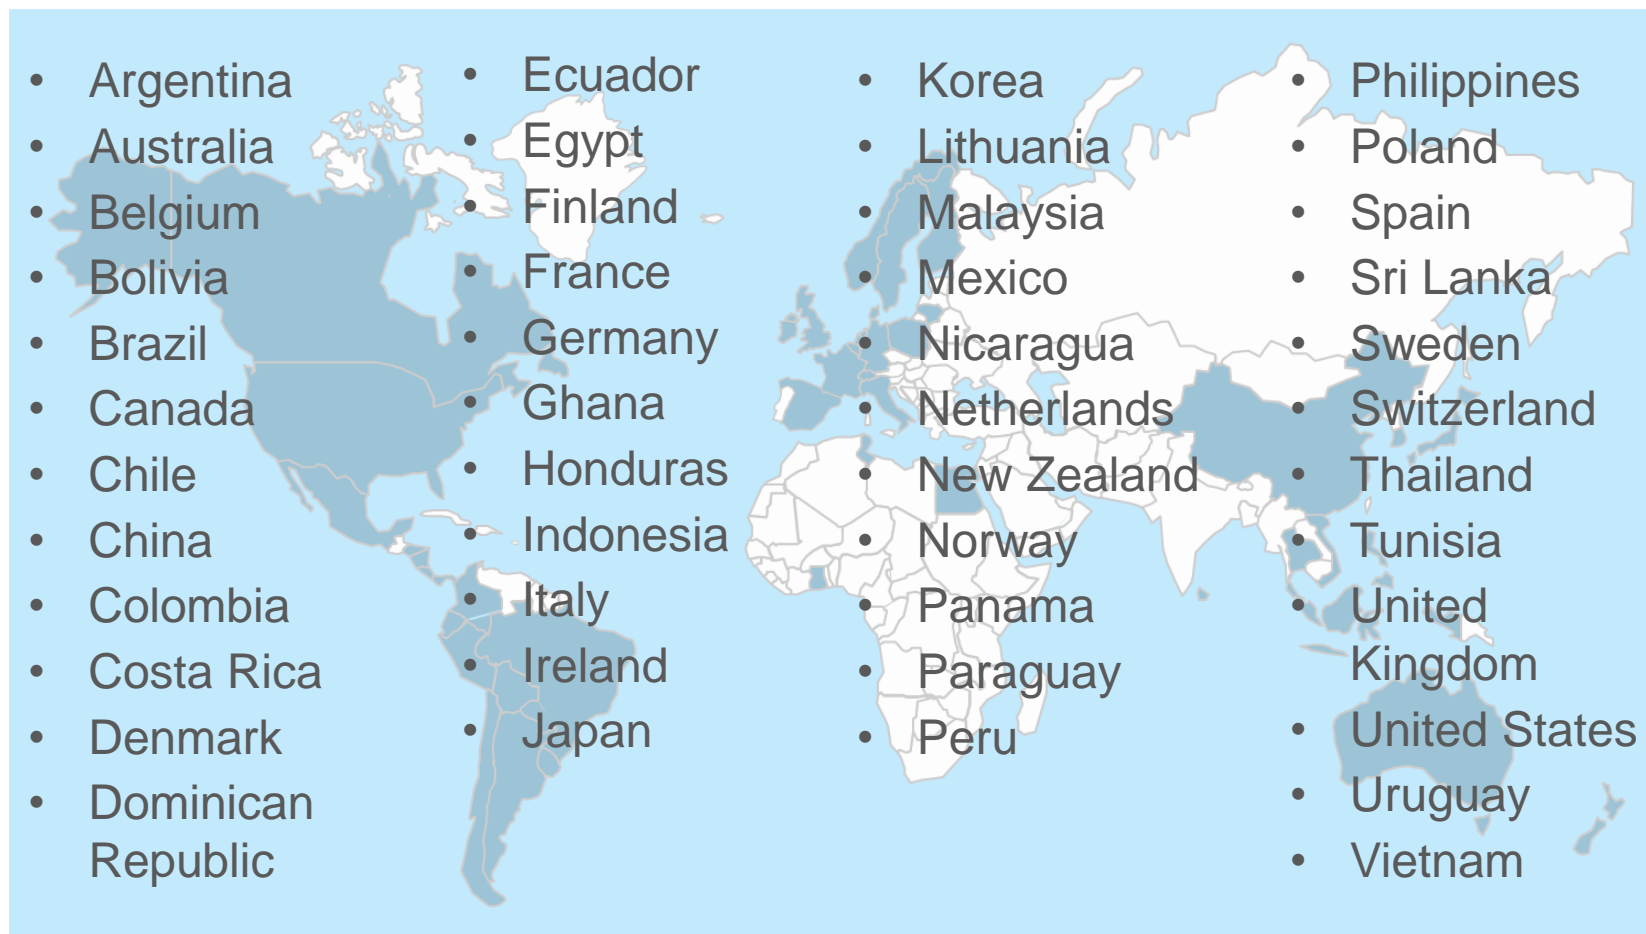 • Argentina
• Australia
• Belgium
• Bolivia
• Brazil
• Canada
• Chile
• China
• Colombia
• Costa Rica
• Denmark
• Dominican
Republic
• Ecuador
• Egypt
• Finland
• France
• Germany
• Ghana
• Honduras
• Indonesia
• Italy
• Ireland
• Japan
• Korea
• Lithuania
• Malaysia
• Mexico
• Nicaragua
• Netherlands
• New Zealand
• Norway
• Panama
• Paraguay
• Peru
• Philippines
• Poland
• Spain
• Sri Lanka
• Sweden
• Switzerland
• Thailand
• Tunisia
• United
Kingdom
• United States
• Uruguay
• Vietnam